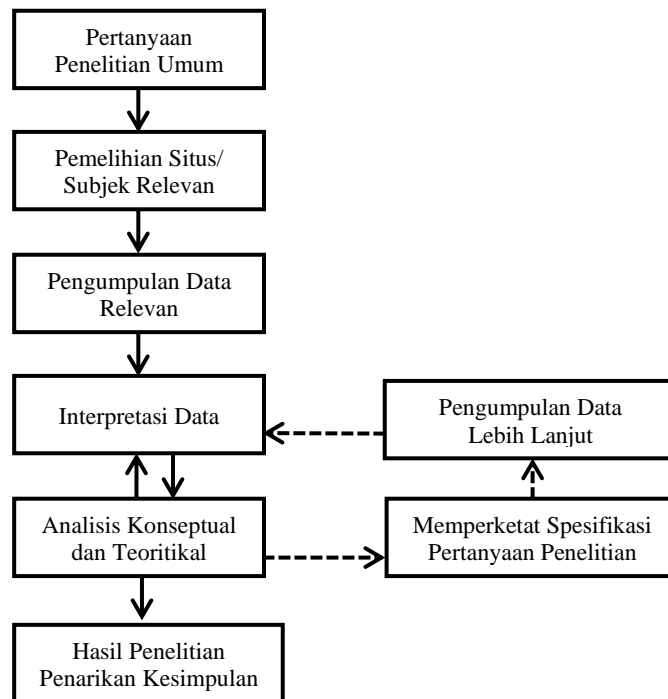 Pertanyaan
Penelitian Umum
Pemelihian Situs/
Subjek Relevan
Pengumpulan Data
Relevan
Interpretasi Data
Pengumpulan Data
Lebih Lanjut
Analisis Konseptual
dan Teoritikal
Memperketat Spesifikasi
Pertanyaan Penelitian
Hasil Penelitian
Penarikan Kesimpulan